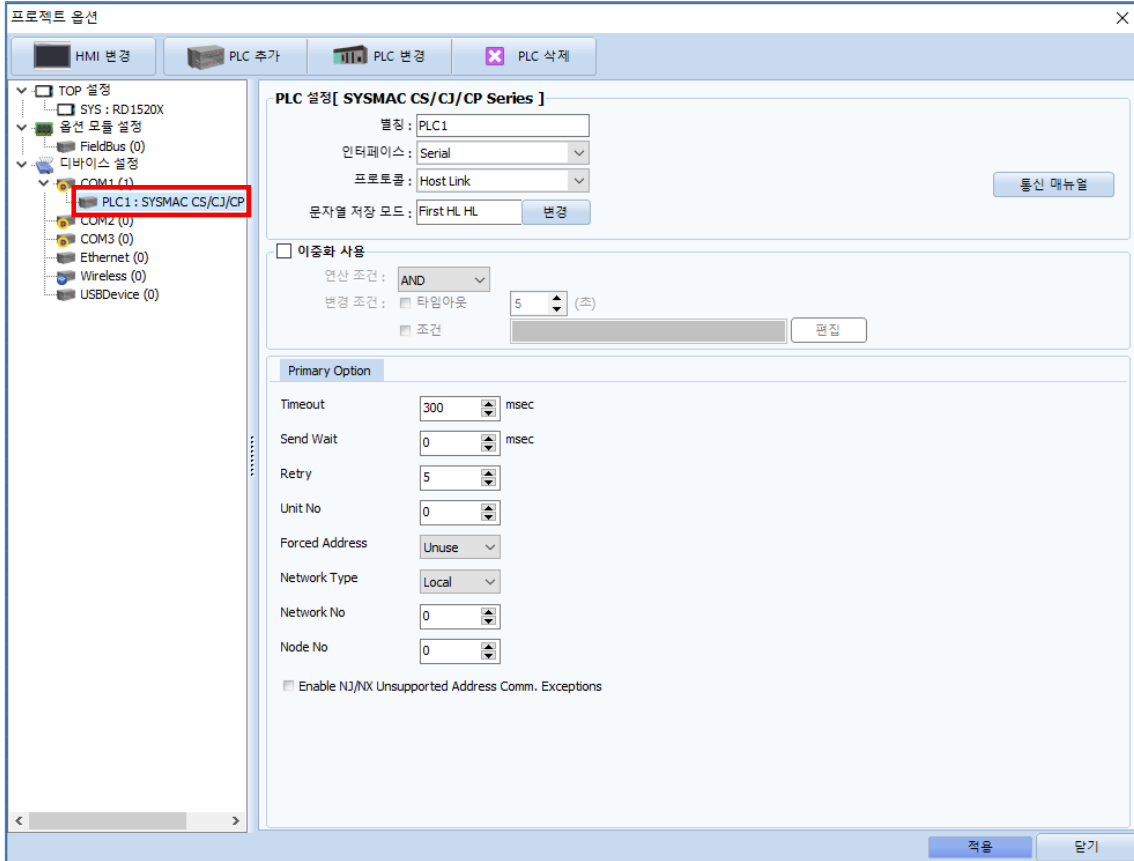 프로젝트 옵션
HMI 변경
PLC 추가
PLC 변경
PLC 삭제
TOP 설정
SYS : RD1520X
옵션 모듈 설정
FieldBus (0)
디바이스 설정
COM1 (1)
PLC1 : SYSMAC CS/CJ/CP
COM2 (0)
COM3 (0)
Ethernet (0)
Wireless (0)
USBDevice (0)
PLC 설정[ SYSMAC CS/CJ/CP Series ]
별칭 : PLC1
인터페이스 : Serial
프로토콜 : Host Link
통신 매뉴얼
문자열 저장 모드 : First HL HL 변경
이중화 사용
연산 조건 : AND
변경 조건 : 타임아웃 5 (초)
조건 편집
Primary Option
Timeout 300 msec
Send Wait 0 msec
Retry 5
Unit No 0
Forced Address Unuse
Network Type Local
Network No 0
Node No 0
Enable NJ/NX Unsupported Address Comm. Exceptions
적용 닫기